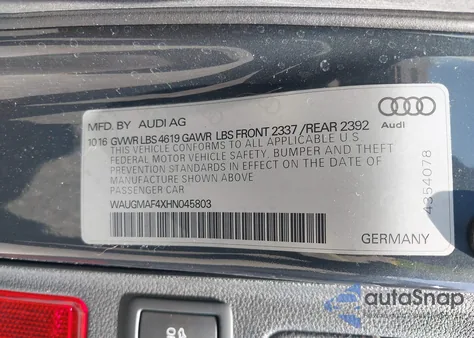 MFD. BY AUDI AG
Audi
10 16 GVWR LBS 4619 GAWR LBS FRONT 2337 / REAR 2392
THIS VEHICLE CONFORMS TO ALL APPLICABLE U S
FEDERAL MOTOR VEHICLE SAFETY, BUMPER AND THEFT
PREVENTION STANDARDS IN EFFECT ON THE DATE OF
MANUFACTURE SHOWN ABOVE
PASSENGER CAR
4354078
WAUGMAF4XHN045803
GERMANY
autoSnap